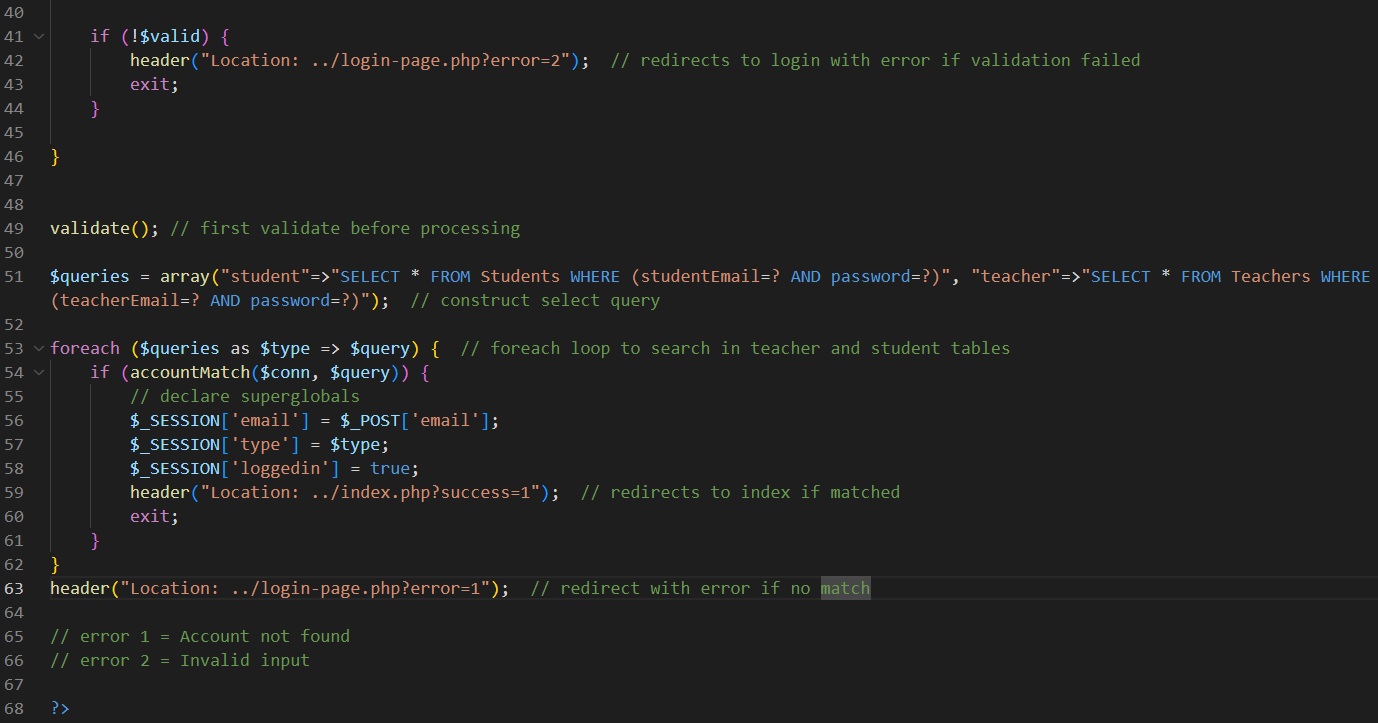 40
41 if (!$valid) {
42 header("Location: ../login-page.php?error=2"); // redirects to login with error if validation failed
43 exit;
44 }
45
46 }
47
48
49 validate(); // first validate before processing
50
51 $queries = array("student"=>"SELECT * FROM Students WHERE (studentEmail=? AND password=?)", "teacher"=>"SELECT * FROM Teachers WHERE
(teacherEmail=? AND password=?)"); // construct select query
52
53 foreach ($queries as $type => $query) { // foreach loop to search in teacher and student tables
54 if (accountMatch($conn, $query)) {
55 // declare superglobals
56 $_SESSION['email'] = $_POST['email'];
57 $_SESSION['type'] = $type;
58 $_SESSION['loggedin'] = true;
59 header("Location: ../index.php?success=1"); // redirects to index if matched
60 exit;
61 }
62 }
63 header("Location: ../login-page.php?error=1"); // redirect with error if no match
64
65 // error 1 = Account not found
66 // error 2 = Invalid input
67
68 ?>